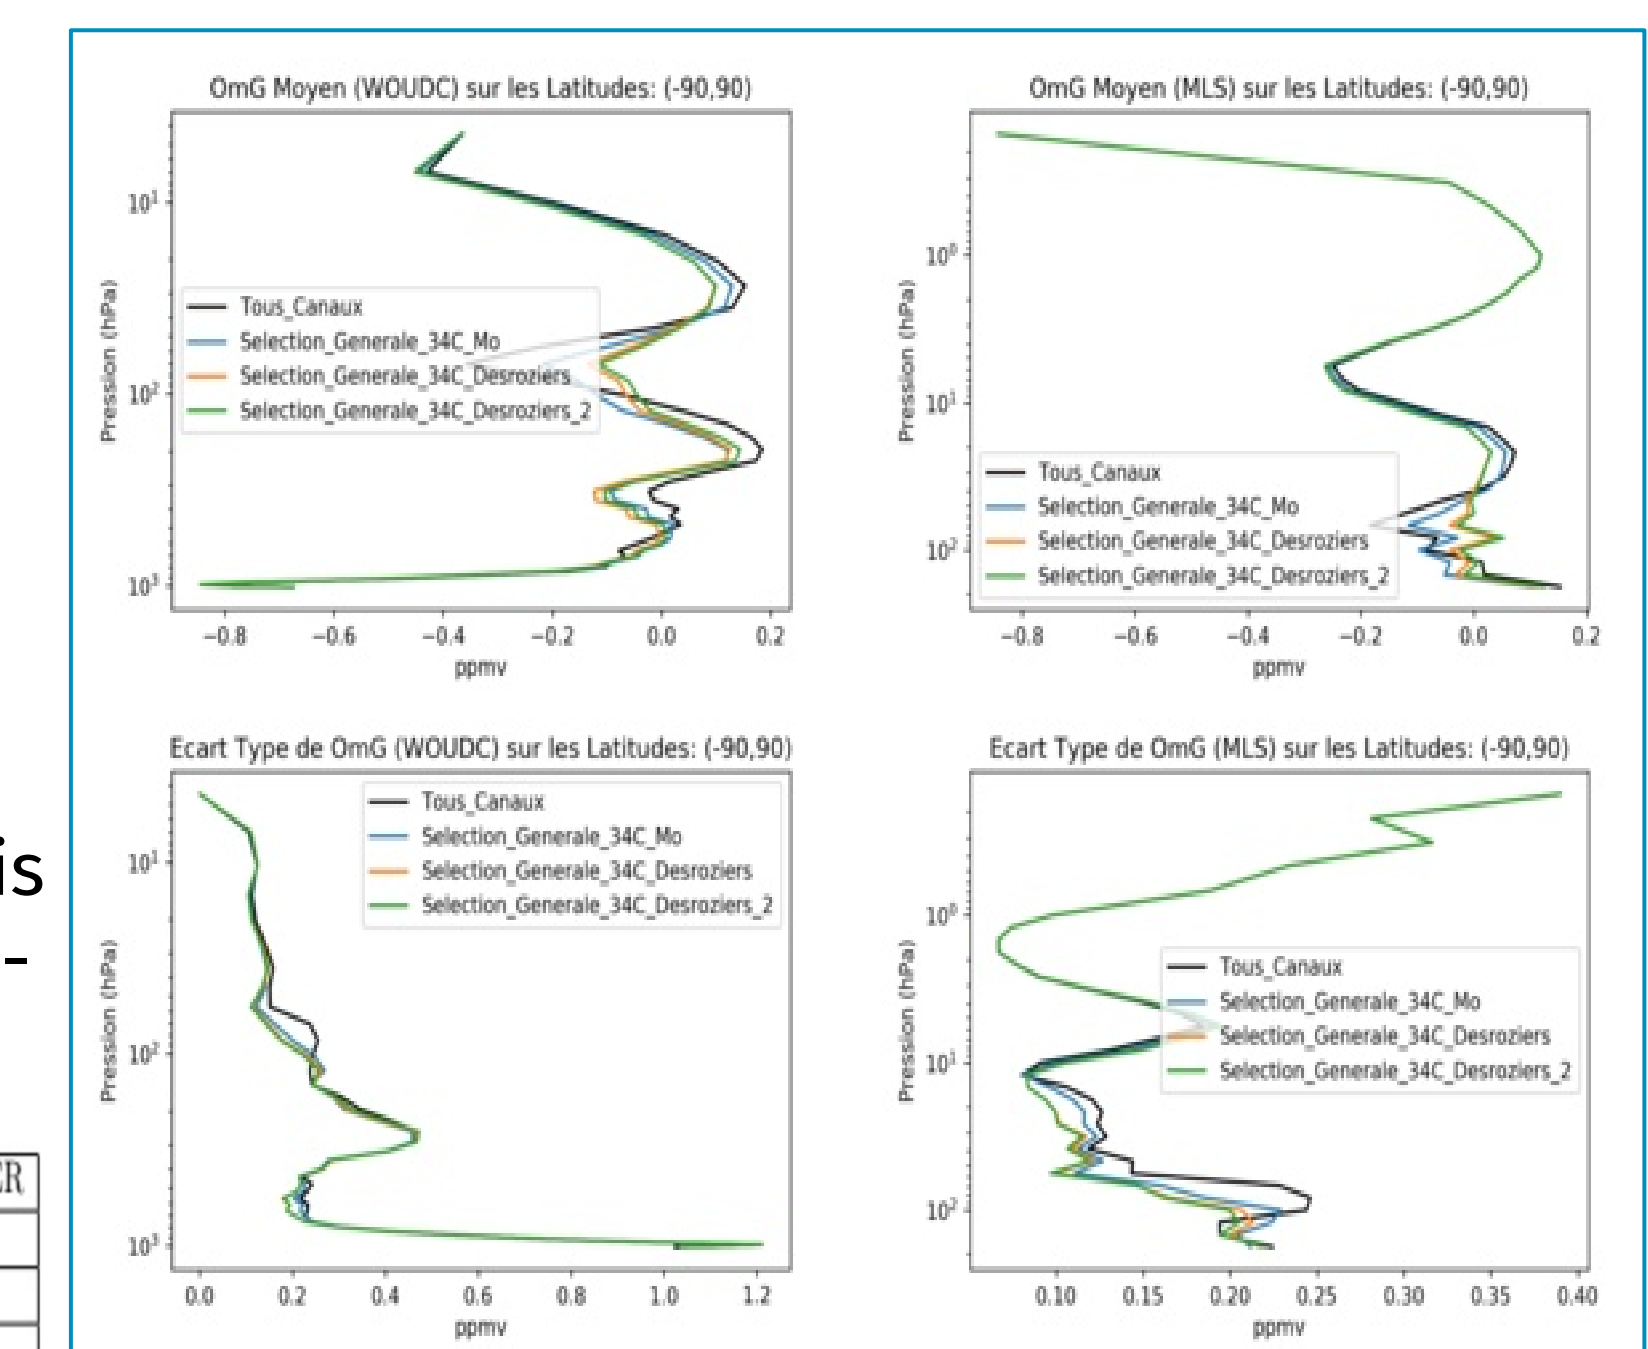 OmG Moyen (WOUDC) sur les Latitudes: (-90,90)
10¹
10²
10³
Pression (hPa)
Tous_Canaux
Selection_Generale_34C_Mo
Selection_Generale_34C_Desroziers
Selection_Generale_34C_Desroziers_2
−0.8 −0.6 −0.4 −0.2 0.0 0.2
ppmv
OmG Moyen (MLS) sur les Latitudes: (-90,90)
10⁰
10¹
10²
Pression (hPa)
Tous_Canaux
Selection_Generale_34C_Mo
Selection_Generale_34C_Desroziers
Selection_Generale_34C_Desroziers_2
−0.8 −0.6 −0.4 −0.2 0.0 0.2
ppmv
is
-
ER
Ecart Type de OmG (WOUDC) sur les Latitudes: (-90,90)
10¹
10²
10³
Pression (hPa)
Tous_Canaux
Selection_Generale_34C_Mo
Selection_Generale_34C_Desroziers
Selection_Generale_34C_Desroziers_2
0.0 0.2 0.4 0.6 0.8 1.0 1.2
ppmv
Ecart Type de OmG (MLS) sur les Latitudes: (-90,90)
10⁰
10¹
10²
Pression (hPa)
Tous_Canaux
Selection_Generale_34C_Mo
Selection_Generale_34C_Desroziers
Selection_Generale_34C_Desroziers_2
0.10 0.15 0.20 0.25 0.30 0.35 0.40
ppmv